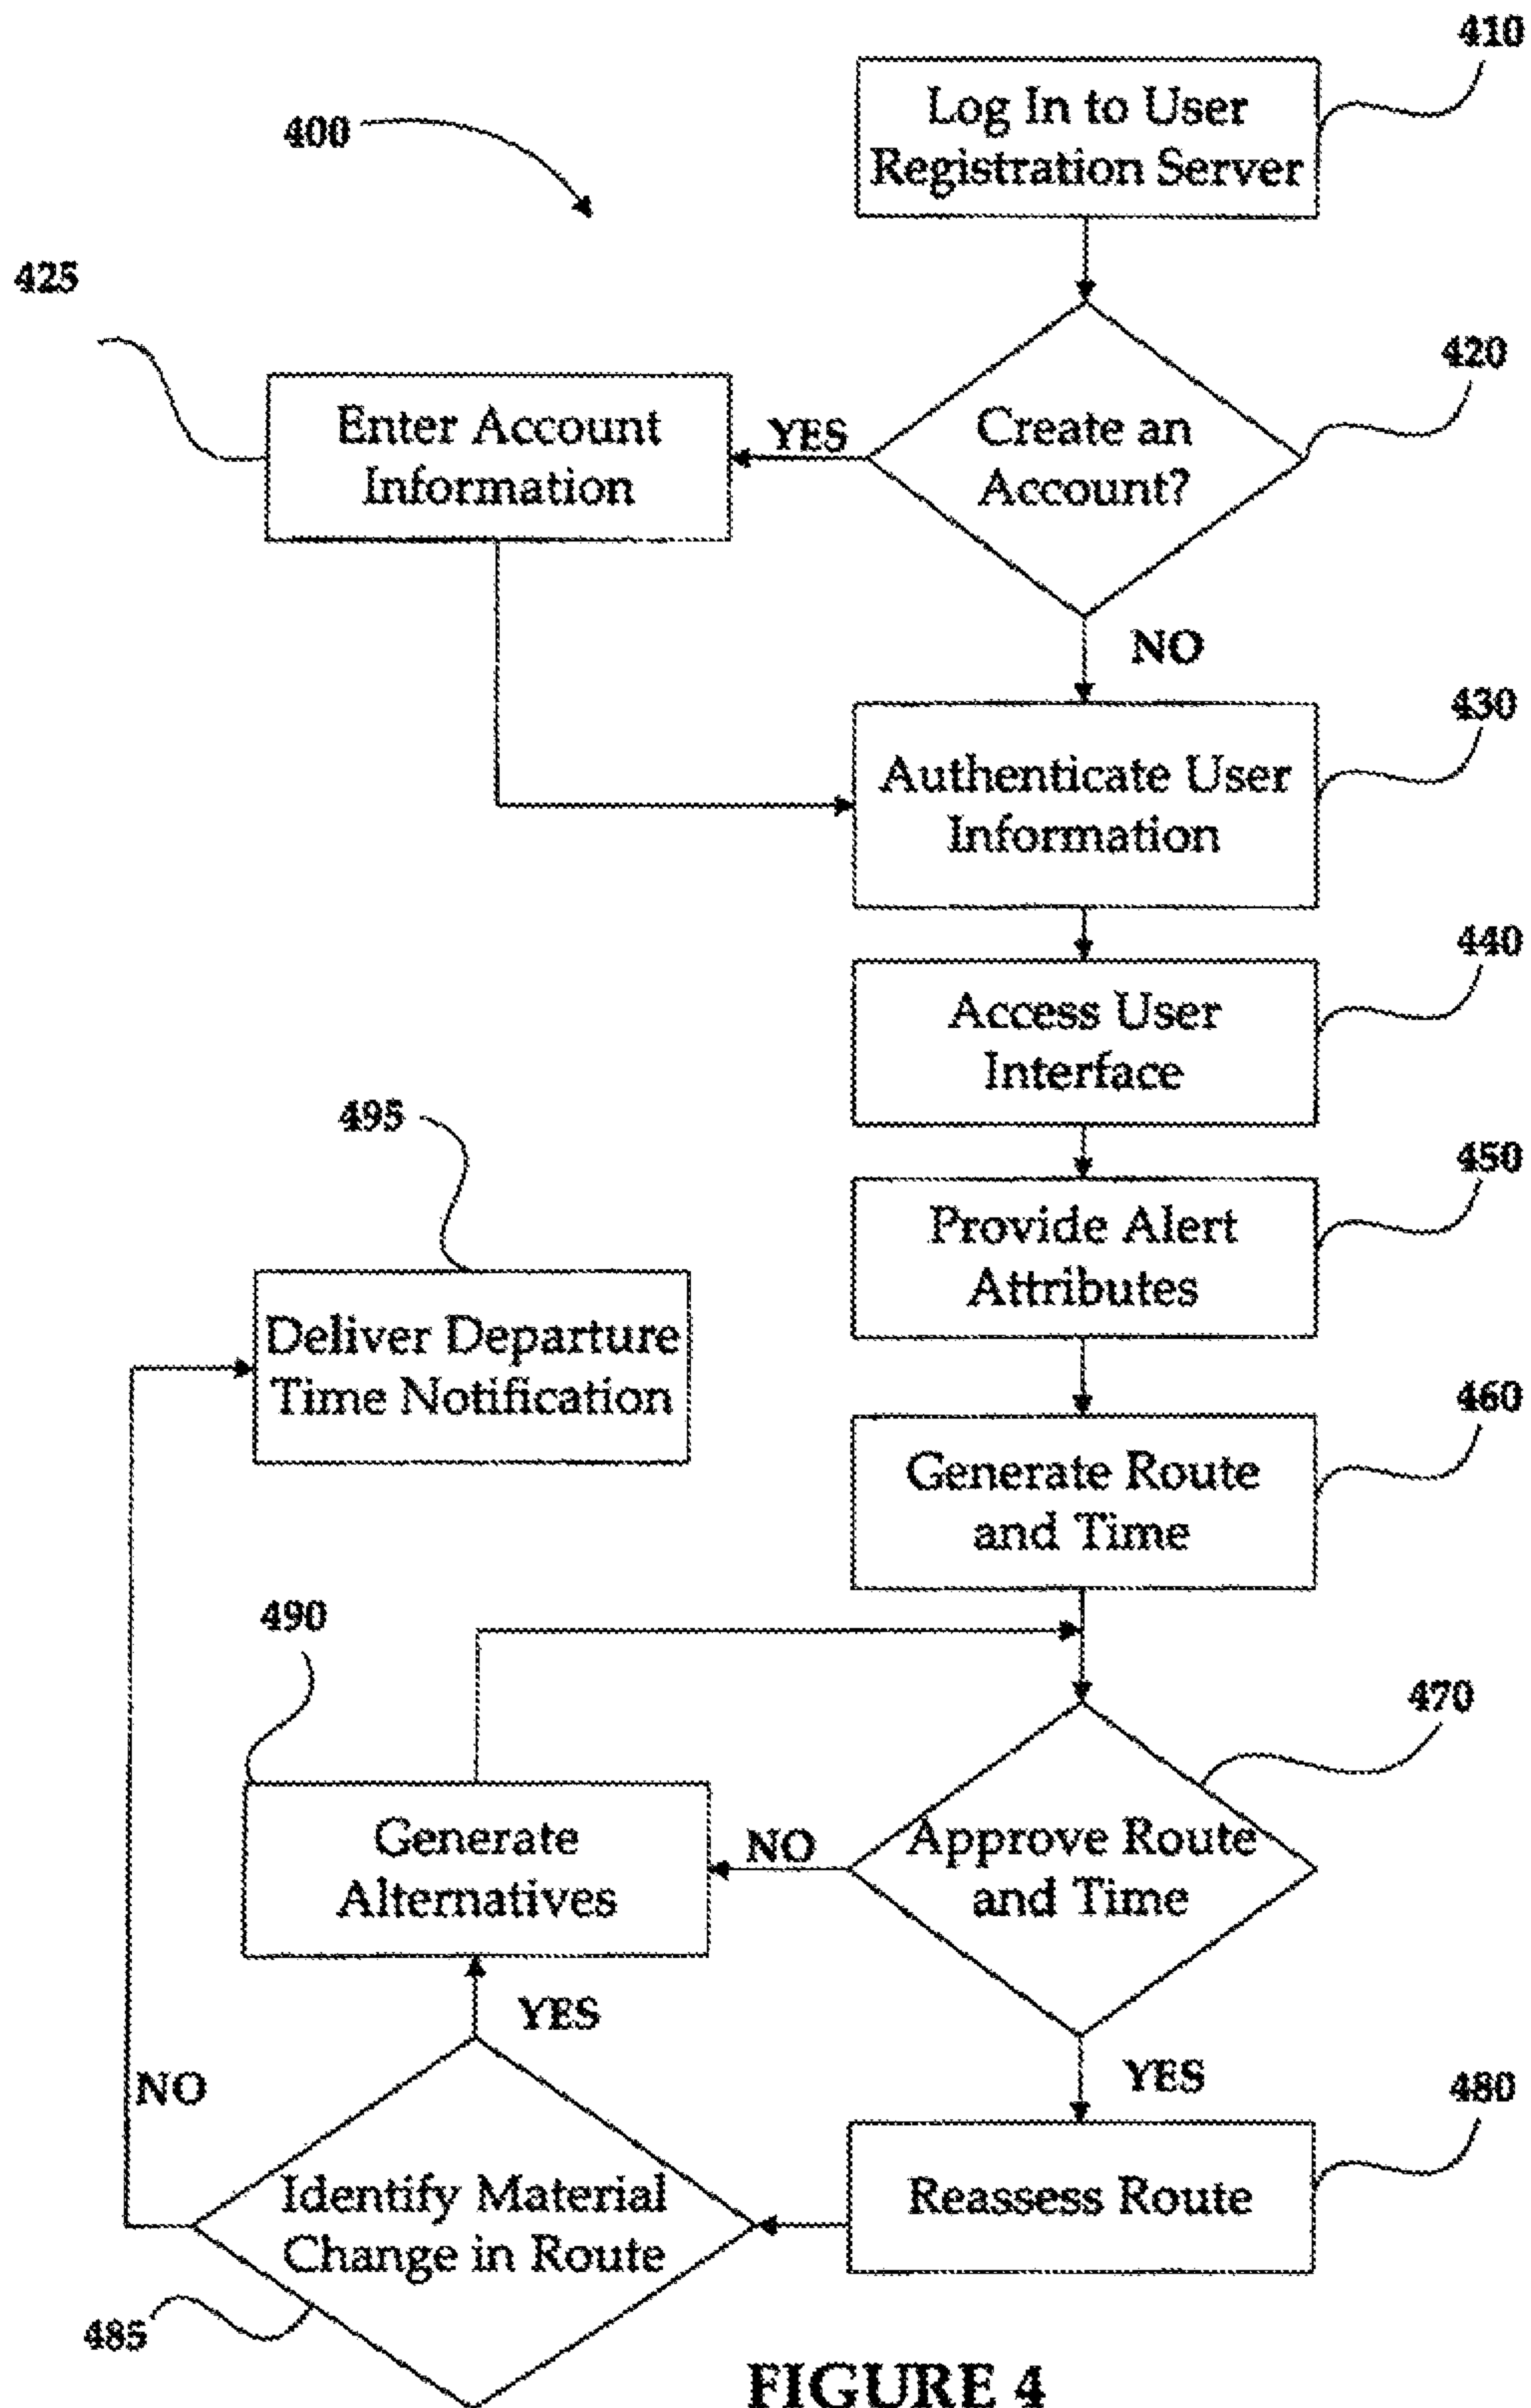 410
Log In to User
Registration Server
400
425
420
Enter Account
Information
YES
Create an
Account?
NO
430
Authenticate User
Information
440
Access User
Interface
495
450
Provide Alert
Attributes
Deliver Departure
Time Notification
460
Generate Route
and Time
490
470
Generate
Alternatives
NO
Approve Route
and Time
YES
NO
YES
480
Identify Material
Change in Route
Reassess Route
485
FIGURE 4